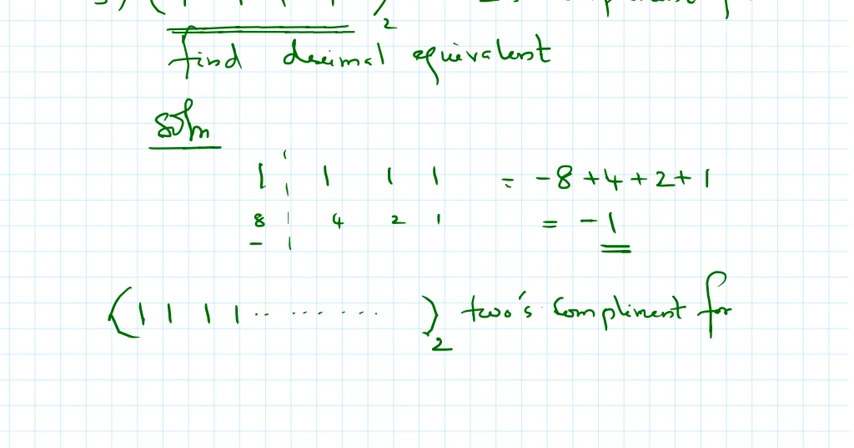 find decimal equivalent
Soln
1 1 1 1 = -8 + 4 + 2 + 1
8 4 2 1 = -1
-
(1 1 1 1 .. ........)2 two's compliment for